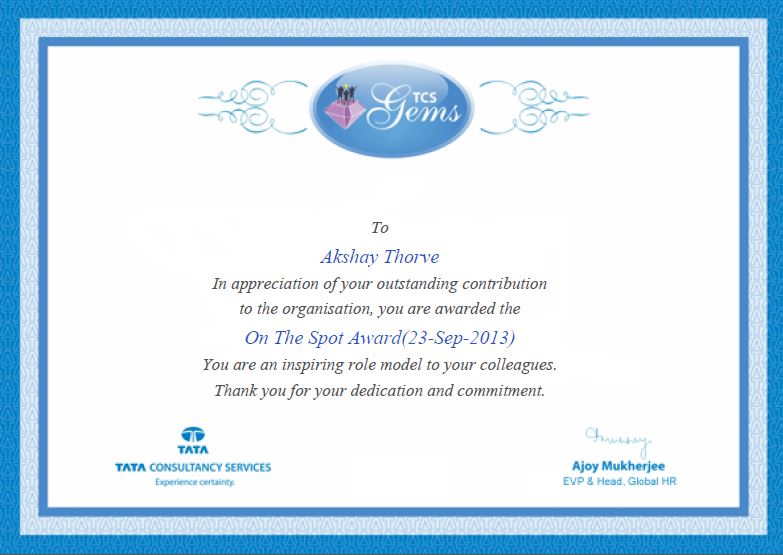 TCS
Gems
To
Akshay Thorve
In appreciation of your outstanding contribution
to the organisation, you are awarded the
On The Spot Award(23-Sep-2013)
You are an inspiring role model to your colleagues.
Thank you for your dedication and commitment.
TATA
TATA CONSULTANCY SERVICES
Experience certainty.
Ajoy Mukherjee
EVP & Head, Global HR